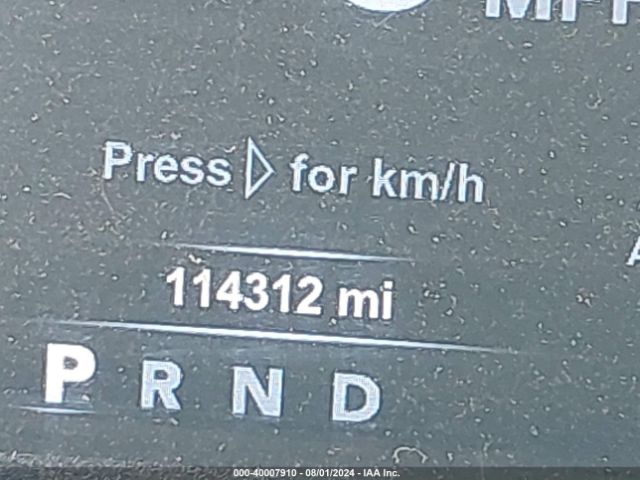 Press ▷ for km/h
114312 mi
P R N D
000-40007910 - 08/01/2024 - IAA Inc.